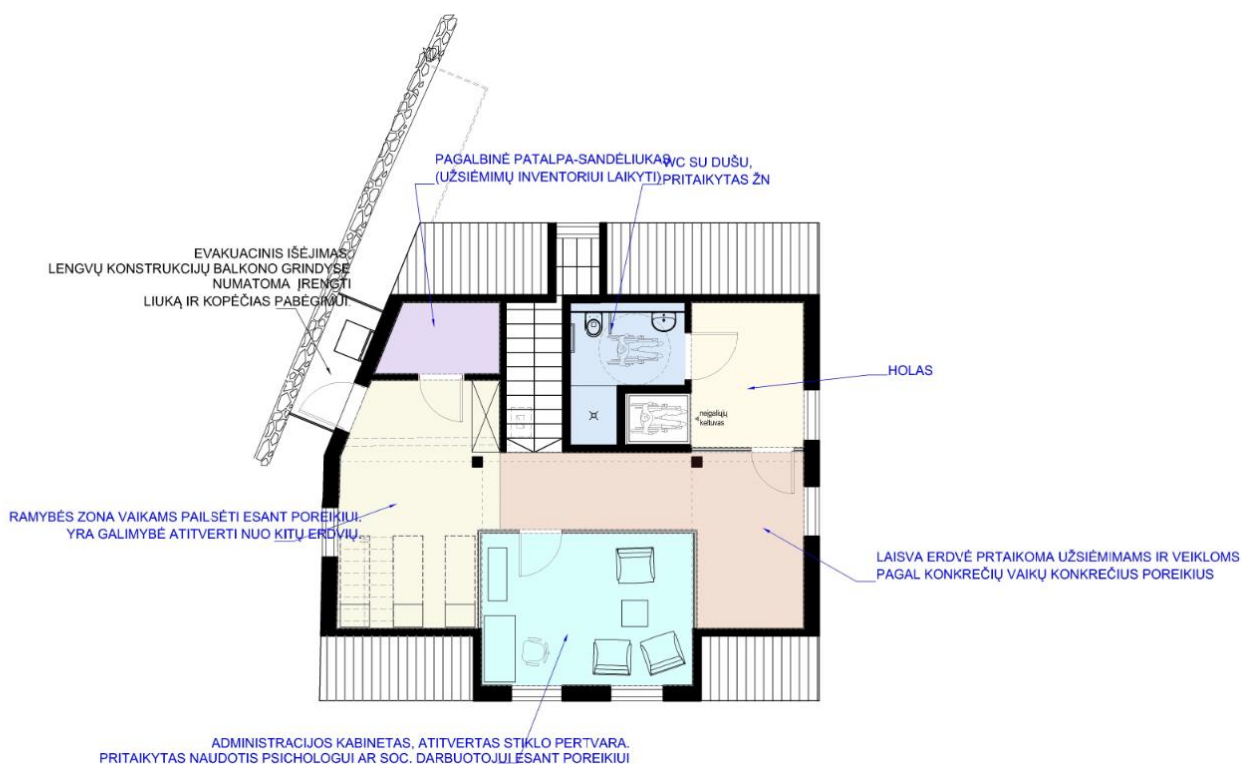 PAGALBINĖ PATALPA-SANDĖLIUKAS
(UŽSIĖMIMŲ INVENTORIUI LAIKYTI)
WC SU DUŠU,
PRITAIKYTAS ŽN
EVAKUACINIS IŠĖJIMAS.
LENGVŲ KONSTRUKCIJŲ BALKONO GRINDYSE
NUMATOMA ĮRENGTI
LIUKĄ IR KOPĖČIAS PABĖGIMUI.
HOLAS
neįgaliųjų
keltuvas
RAMYBĖS ZONA VAIKAMS PAILSĖTI ESANT POREIKIUI.
YRA GALIMYBĖ ATITVERTI NUO KITŲ ERDVIŲ.
LAISVA ERDVĖ PRTAIKOMA UŽSIĖMIMAMS IR VEIKLOMS
PAGAL KONKREČIŲ VAIKŲ KONKREČIUS POREIKIUS
ADMINISTRACIJOS KABINETAS, ATITVERTAS STIKLO PERTVARA.
PRITAIKYTAS NAUDOTIS PSICHOLOGUI AR SOC. DARBUOTOJUI ESANT POREIKIUI